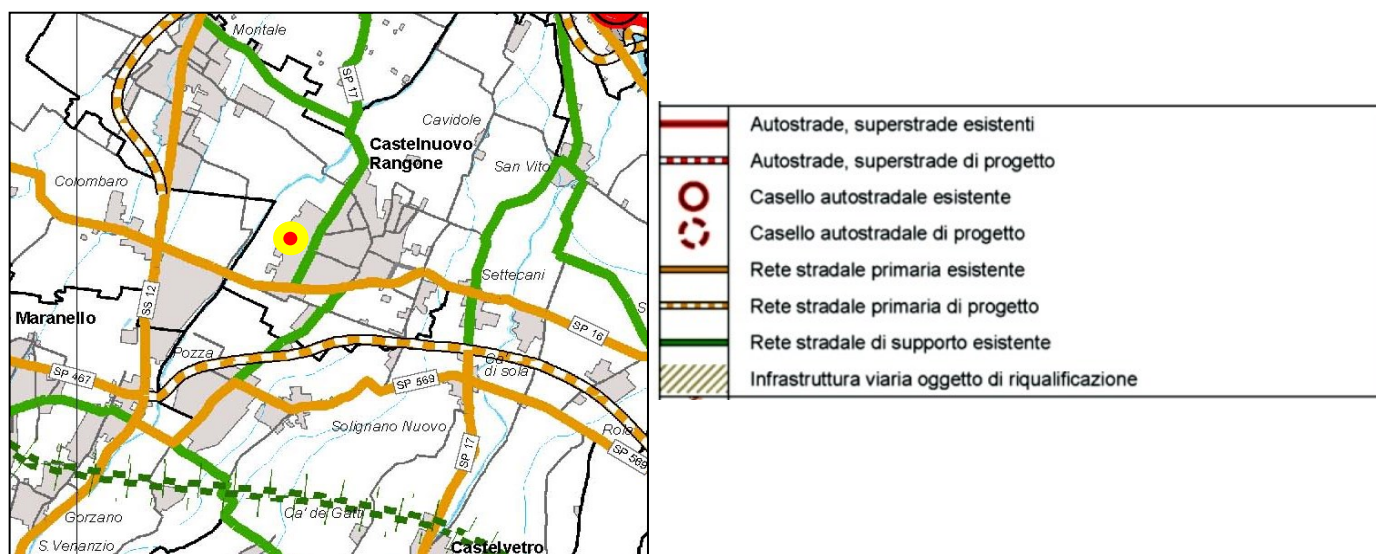 Montale
SP 17
Cavidole
Castelnuovo
Rangone
San Vito
Colombaro
Settecani
SS 12
Maranello
SP 16
Pozza
Ca'
di sola
SP 467
SP 569
Solignano Nuovo
SP 17
SP 569
Gorzano
Ca' de Gatti
S. Venanzio
Castelvetro
Autostrade, superstrade esistenti
Autostrade, superstrade di progetto
Casello autostradale esistente
Casello autostradale di progetto
Rete stradale primaria esistente
Rete stradale primaria di progetto
Rete stradale di supporto esistente
Infrastruttura viaria oggetto di riqualificazione